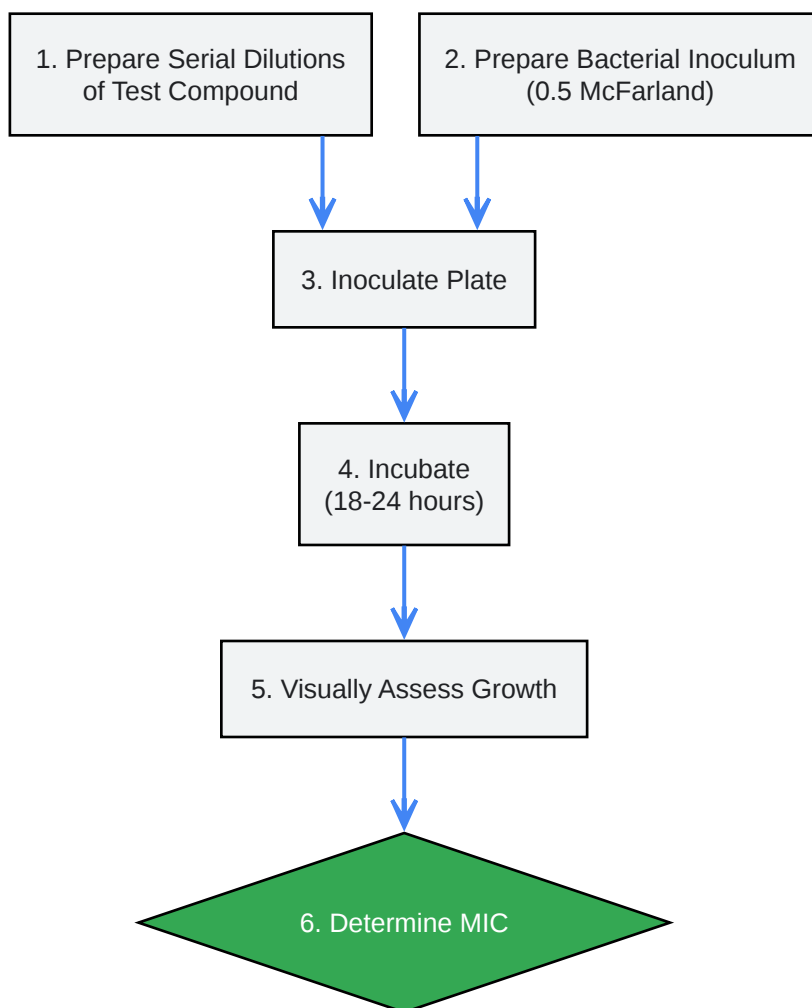 1. Prepare Serial Dilutions
of Test Compound
2. Prepare Bacterial Inoculum
(0.5 McFarland)
3. Inoculate Plate
4. Incubate
(18-24 hours)
5. Visually Assess Growth
6. Determine MIC